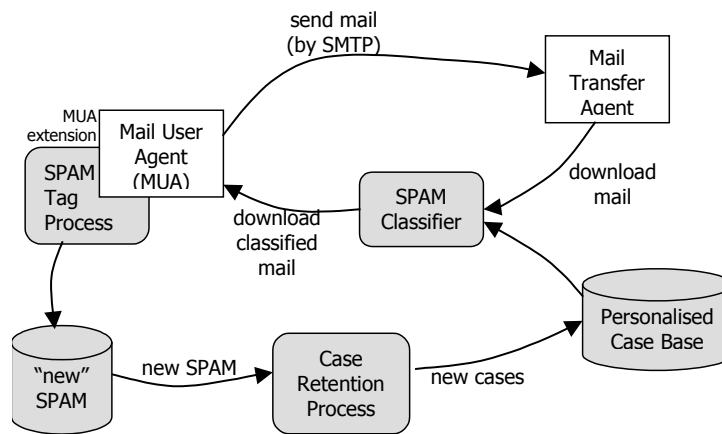 send mail
(by SMTP)
Mail
Transfer
Agent
MUA
extension
Mail User
Agent
(MUA)
SPAM
Tag
Process
SPAM
Classifier
download
mail
download
classified
mail
Personalised
Case Base
"new"
SPAM
new SPAM
Case
Retention
Process
new cases